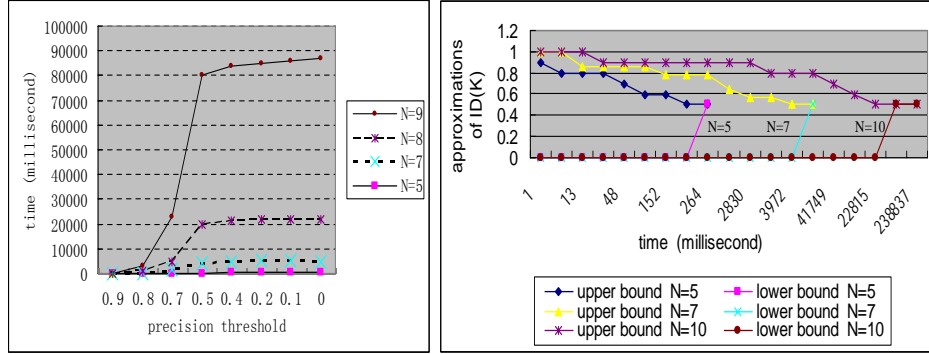 100000
90000
80000
70000
60000
50000
40000
30000
20000
10000
0
time (millisecond)
0.9 0.8 0.7 0.5 0.4 0.2 0.1 0
precision threshold
N=9
N=8
N=7
N=5
1.2
1
0.8
0.6
0.4
0.2
0
approximations
of ID(K)
N=5
N=7
N=10
1 13 48 152 264 2830 3972 41749 22815 238837
time (millisecond)
upper bound N=5
lower bound N=5
upper bound N=7
lower bound N=7
upper bound N=10
lower bound N=10